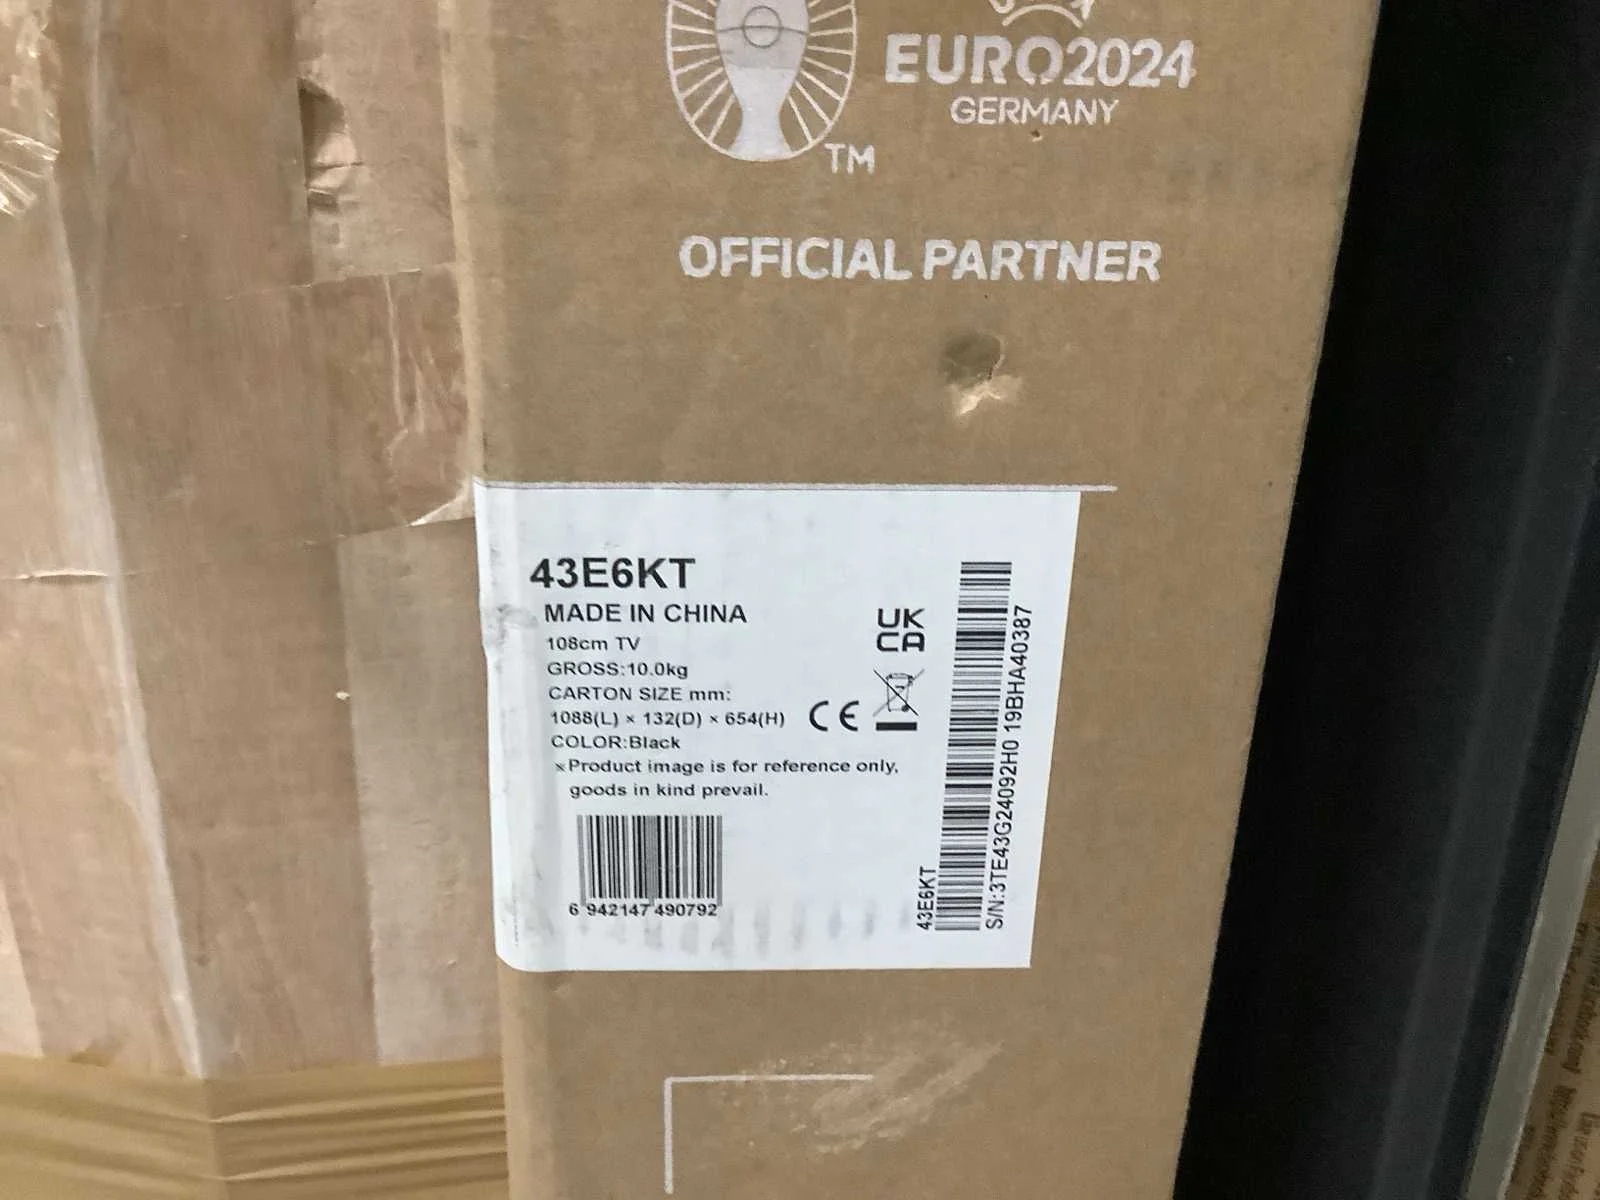 EURO2024
GERMANY
TM
OFFICIAL PARTNER
43E6KT
MADE IN CHINA
108cm TV
GROSS:10.0kg
CARTON SIZE mm:
1088(L) × 132(D) × 654(H)
COLOR:Black
※Product image is for reference only,
goods in kind prevail.
6 942147 490792
UK
CA
CE
43E6KT
S/N:3TE43G24092H0 19BHA40387